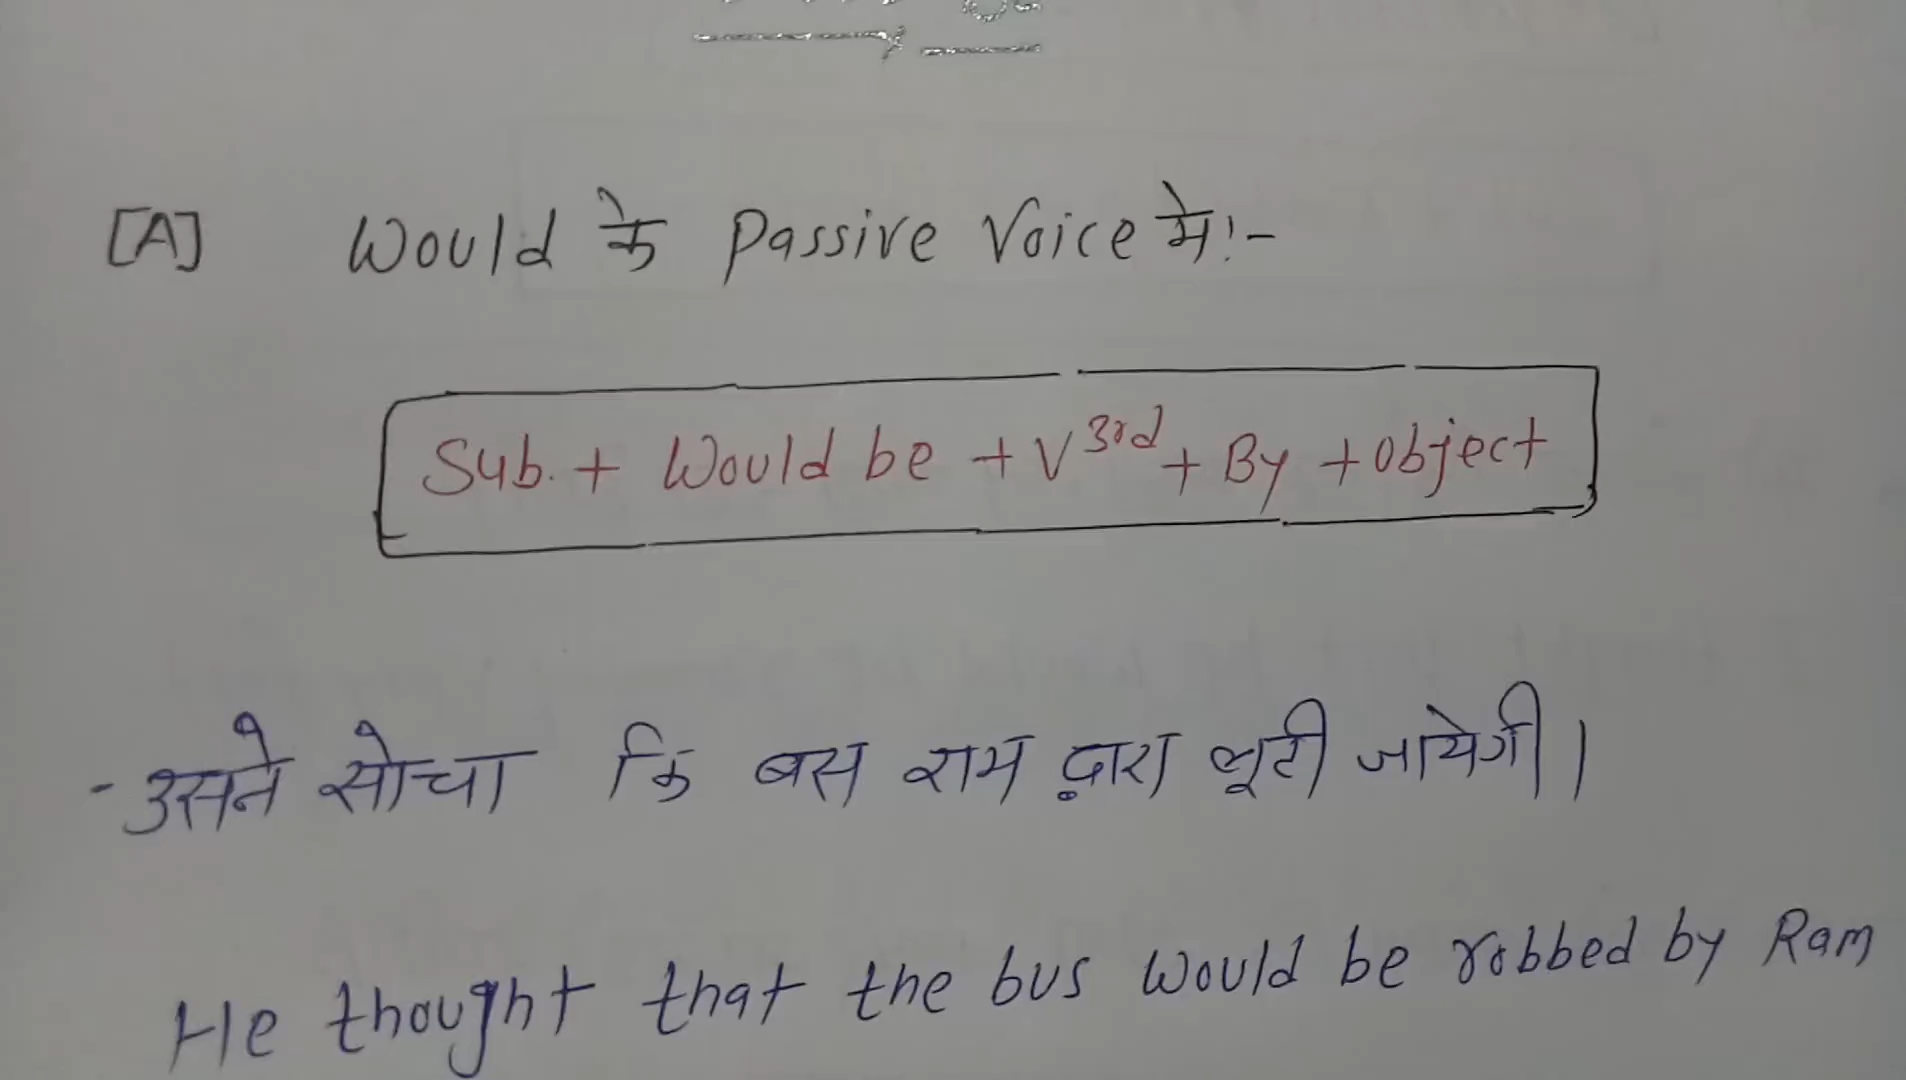 [A] Would के Passive Voice मे:-
Sub. + Would be + V3rd + By + Object
- उसने सोचा कि बस राम द्वारा लूटी जायेगी।
He thought that the bus would be robbed by Ram